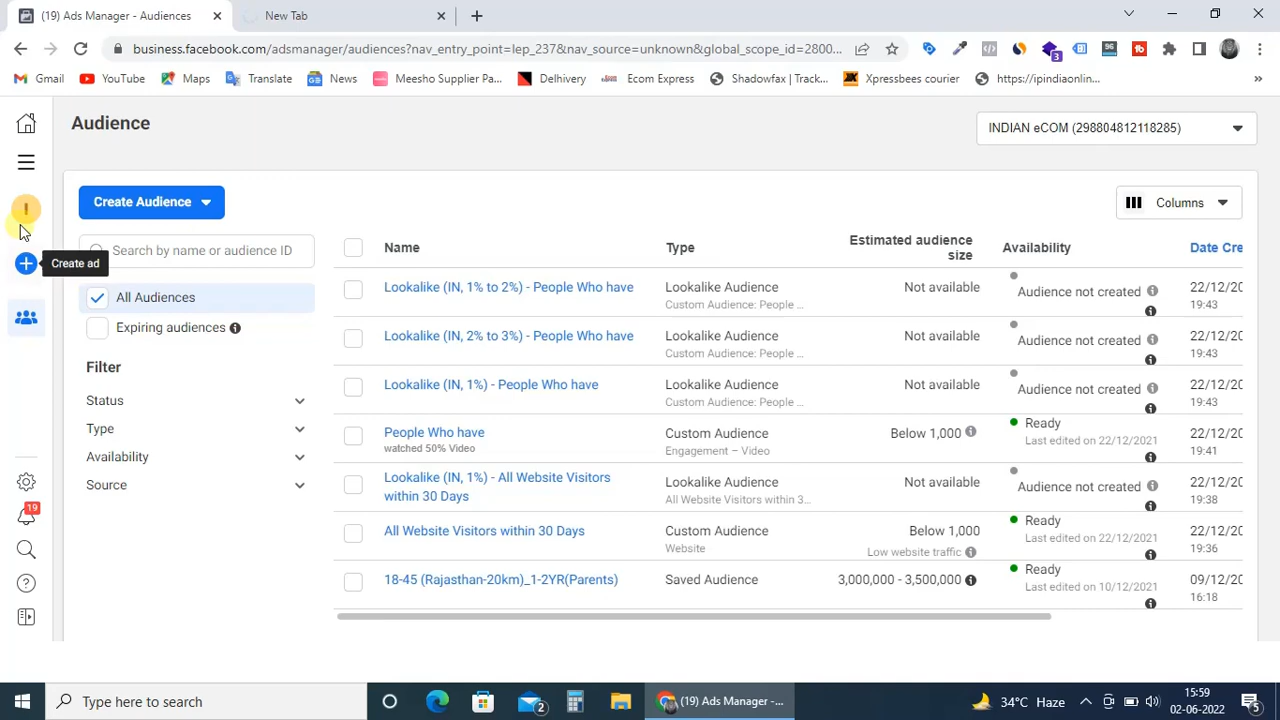 (19) Ads Manager - Audiences
New Tab
business.facebook.com/adsmanager/audiences?nav_entry_point=lep_237&nav_source=unknown&global_scope_id=2800...
3
96
Gmail
YouTube
Maps
Translate
News
Meesho Supplier Pa...
Delhivery
Ecom Express
Shadowfax | Track...
Xpressbees courier
https://ipindiaonlin...
»
Audience
INDIAN eCOM (298804812118285)
Create Audience
Columns
Search by name or audience ID
Create ad
All Audiences
Expiring audiences
Filter
Status
Type
Availability
Source
19
Name
Type
Estimated audience size
Availability
Date Cre
Lookalike (IN, 1% to 2%) - People Who have
Lookalike Audience
Custom Audience: People ...
Not available
Audience not created
22/12/20
19:43
Lookalike (IN, 2% to 3%) - People Who have
Lookalike Audience
Custom Audience: People ...
Not available
Audience not created
22/12/20
19:43
Lookalike (IN, 1%) - People Who have
Lookalike Audience
Custom Audience: People ...
Not available
Audience not created
22/12/20
19:43
People Who have
watched 50% Video
Custom Audience
Engagement – Video
Below 1,000
Ready
Last edited on 22/12/2021
22/12/20
19:41
Lookalike (IN, 1%) - All Website Visitors
within 30 Days
Lookalike Audience
All Website Visitors within 3...
Not available
Audience not created
22/12/20
19:38
All Website Visitors within 30 Days
Custom Audience
Website
Below 1,000
Low website traffic
Ready
Last edited on 22/12/2021
22/12/20
19:36
18-45 (Rajasthan-20km)_1-2YR(Parents)
Saved Audience
3,000,000 - 3,500,000
Ready
Last edited on 10/12/2021
09/12/20
16:18
Type here to search
2
(19) Ads Manager -...
34°C Haze
15:59
02-06-2022
5